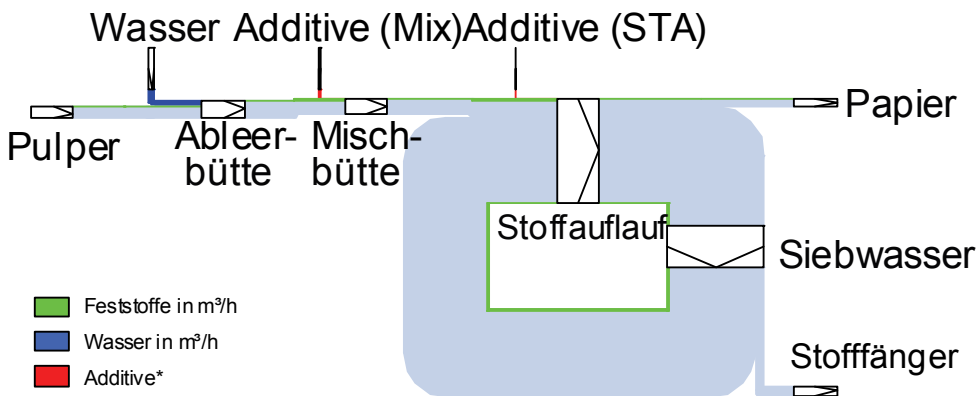 Wasser Additive (Mix) Additive (STA)
Pulper
Ableer-
bütte
Misch-
bütte
Papier
Stoffauflauf
Siebwasser
Stofffänger
Feststoffe in m³/h
Wasser in m³/h
Additive*